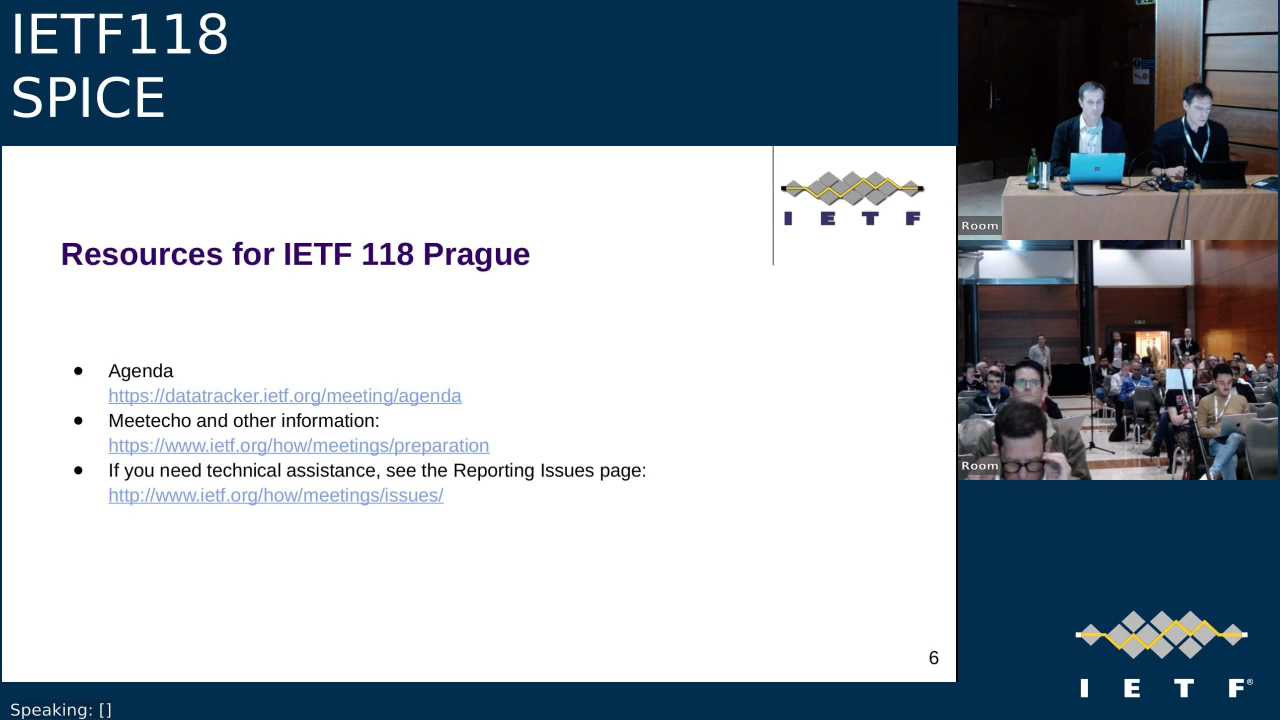 IETF118
SPICE
I E T F
Resources for IETF 118 Prague
● Agenda
https://datatracker.ietf.org/meeting/agenda
● Meetecho and other information:
https://www.ietf.org/how/meetings/preparation
● If you need technical assistance, see the Reporting Issues page:
http://www.ietf.org/how/meetings/issues/
6
Room
Room
I E T F®
Speaking: []